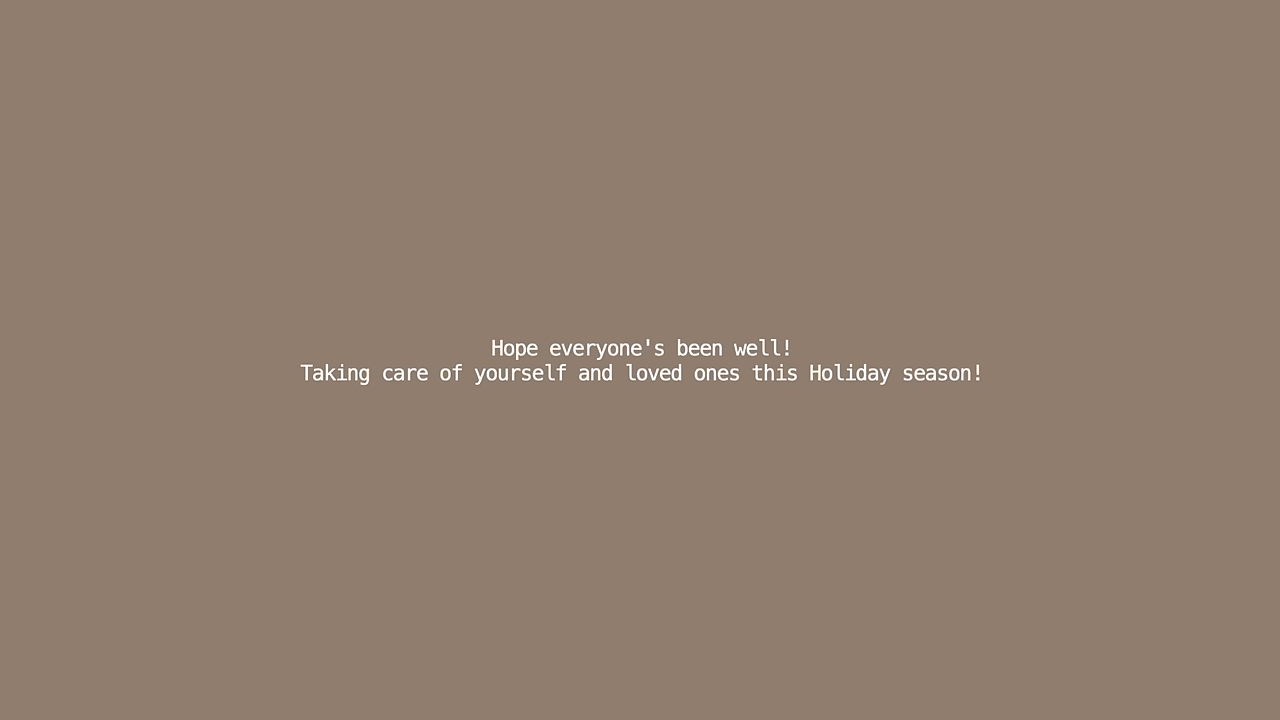 Hope everyone's been well!
Taking care of yourself and loved ones this Holiday season!